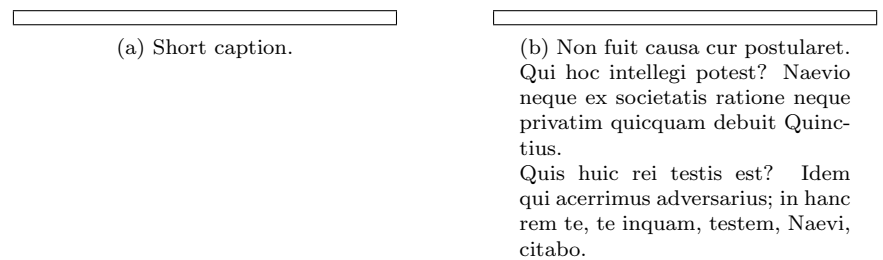 (a) Short caption.
(b) Non fuit causa cur postularet.
Qui hoc intellegi potest? Naevio
neque ex societatis ratione neque
privatim quicquam debuit Quinc-
tius.
Quis huic rei testis est? Idem
qui acerrimus adversarius; in hanc
rem te, te inquam, testem, Naevi,
citabo.